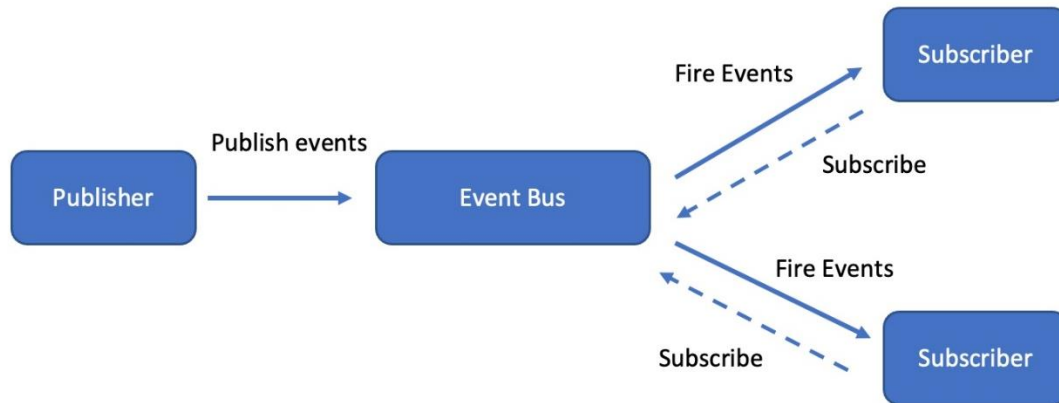 Subscriber
Fire Events
Publish events
Subscribe
Publisher
Event Bus
Fire Events
Subscribe
Subscriber